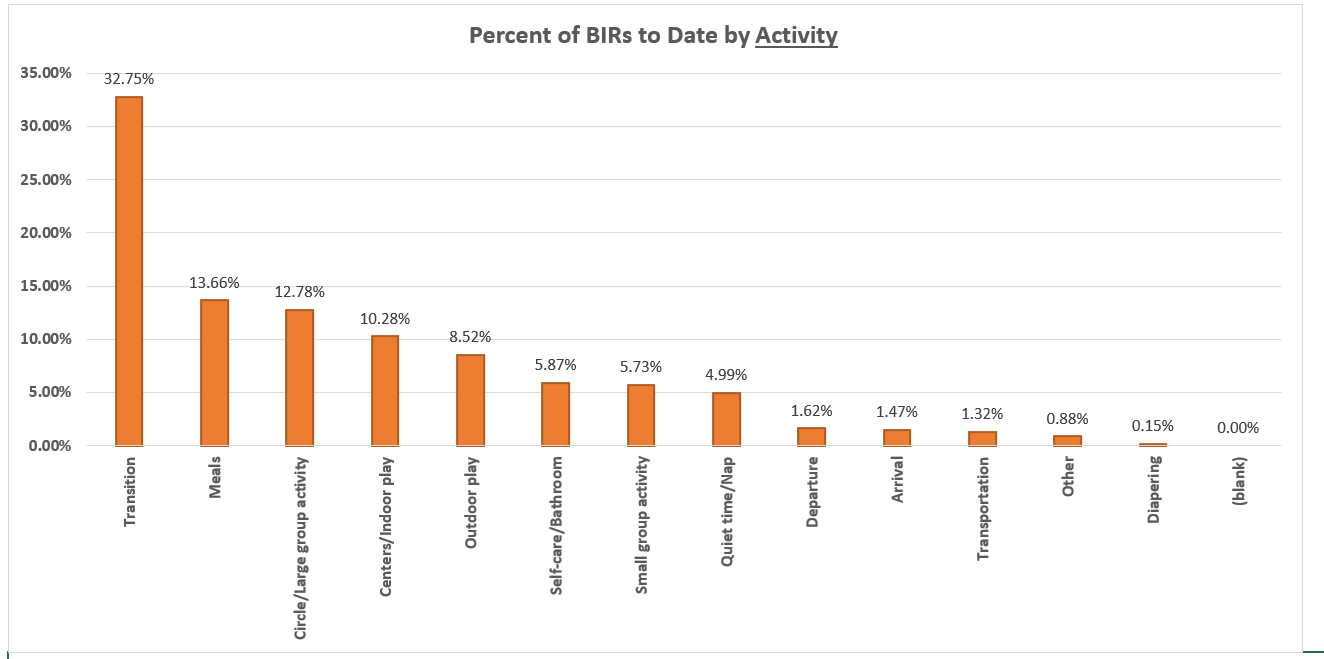 Percent of BIRs to Date by Activity
35.00%
30.00%
25.00%
20.00%
15.00%
10.00%
5.00%
0.00%
32.75%
13.66%
12.78%
10.28%
8.52%
5.87%
5.73%
4.99%
1.62%
1.47%
1.32%
0.88%
0.15%
0.00%
Transition
Meals
Circle/Large group activity
Centers/Indoor play
Outdoor play
Self-care/Bathroom
Small group activity
Quiet time/Nap
Departure
Arrival
Transportation
Other
Diapering
(blank)